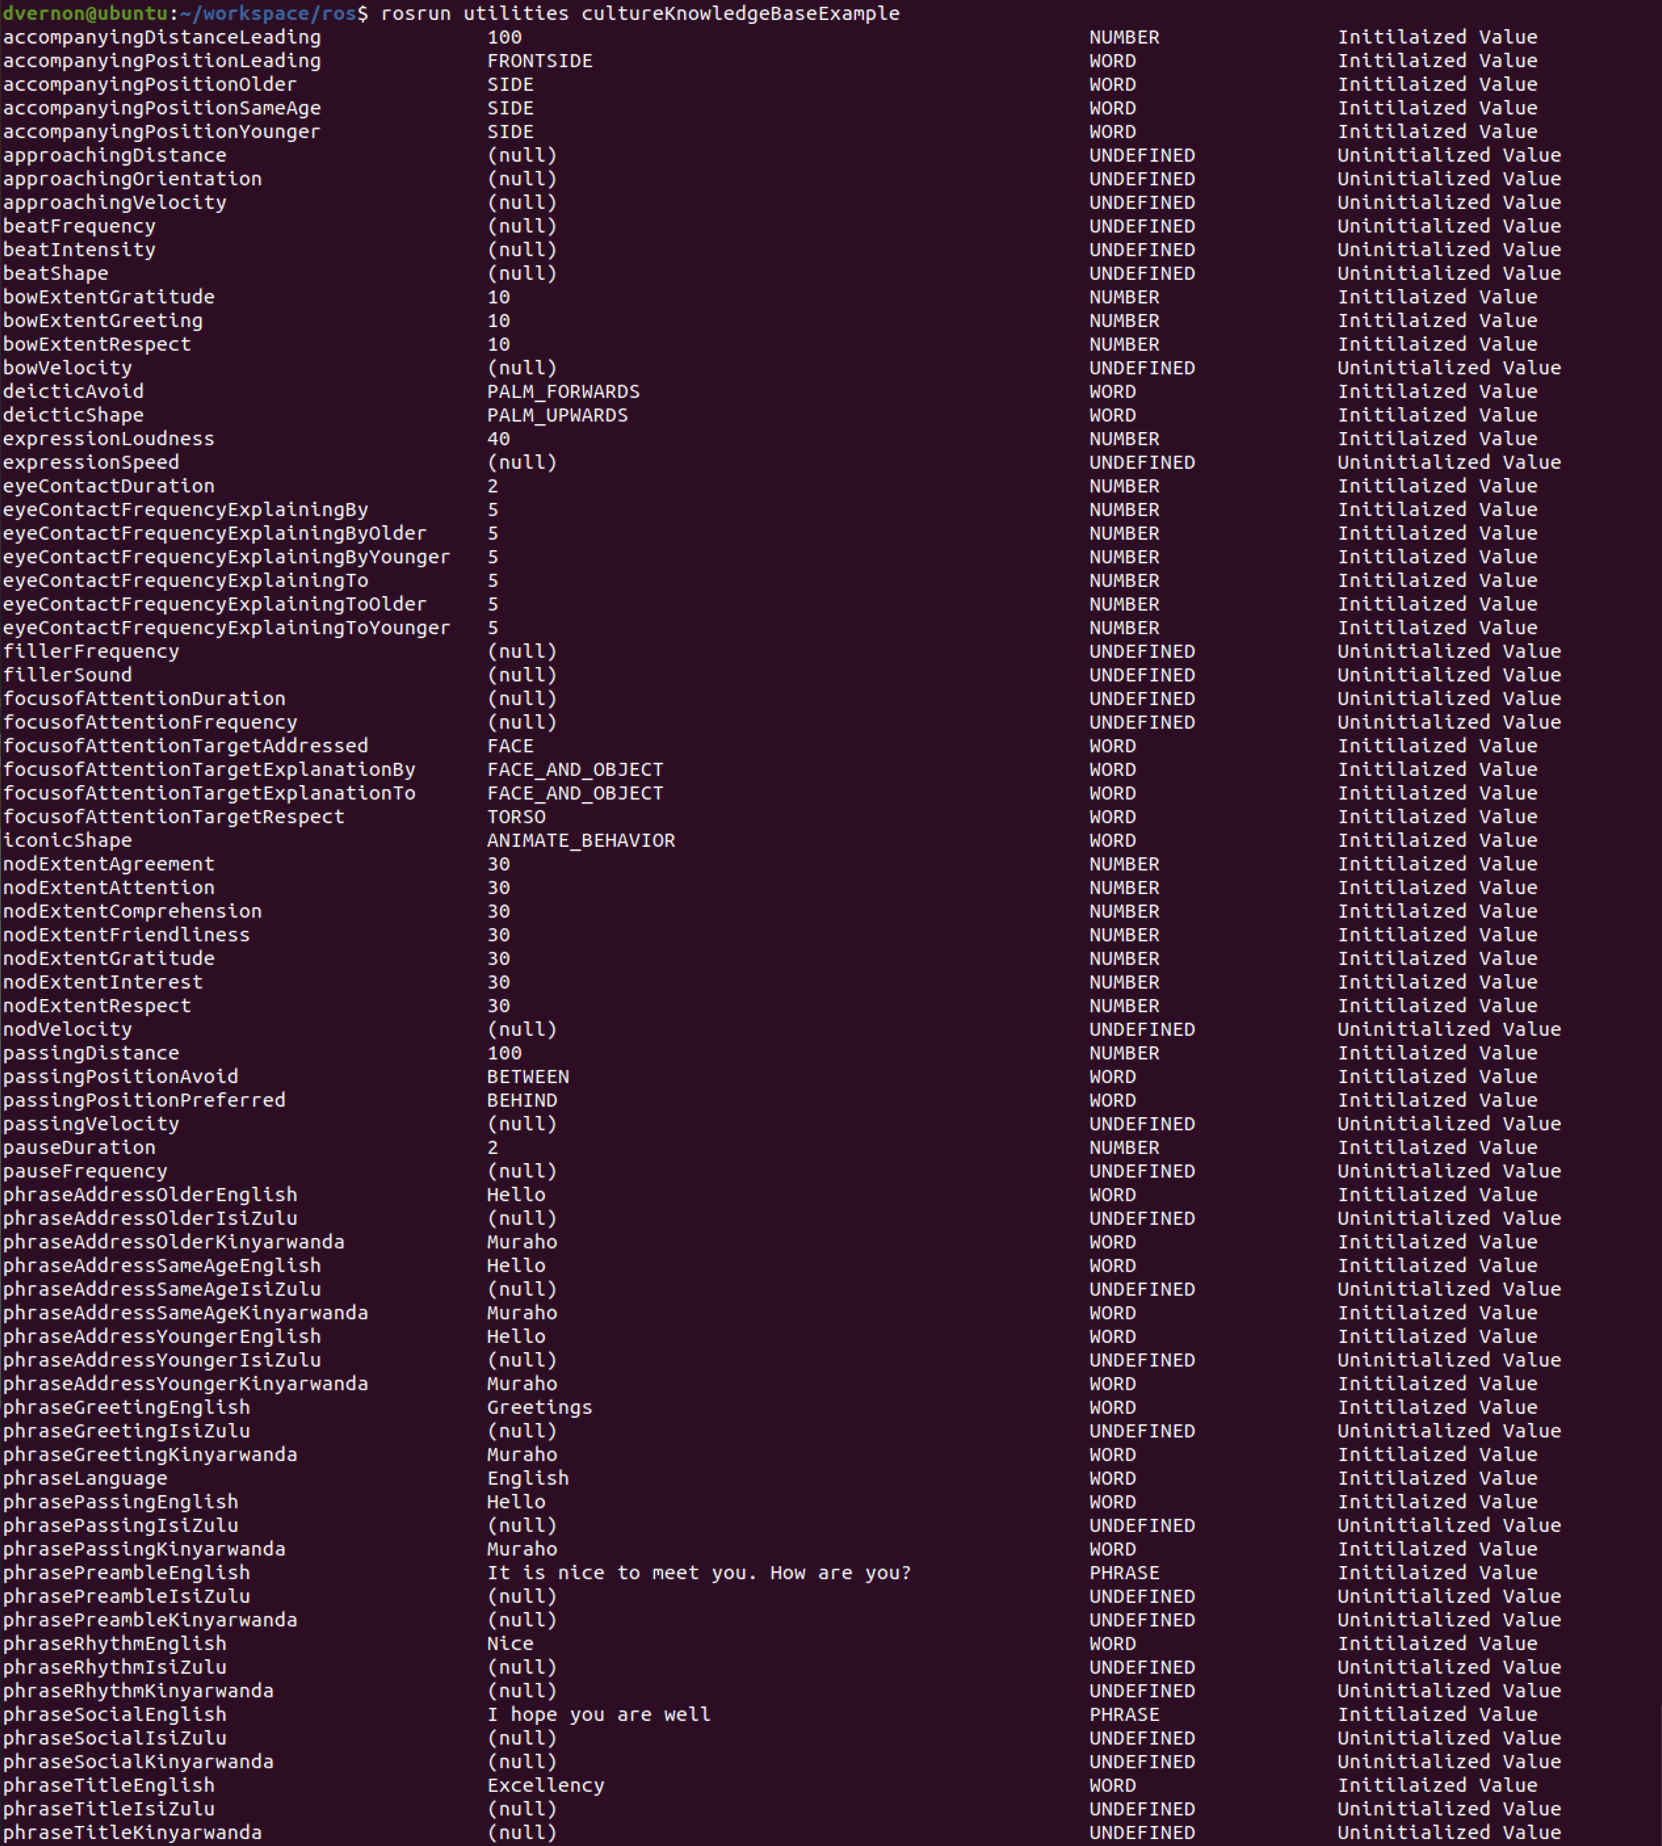 dvernon@ubuntu:~/workspace/ros$ rosrun utilities cultureKnowledgeBaseExample
accompanyingDistanceLeading 100 NUMBER Initilaized Value
accompanyingPositionLeading FRONTSIDE WORD Initilaized Value
accompanyingPositionOlder SIDE WORD Initilaized Value
accompanyingPositionSameAge SIDE WORD Initilaized Value
accompanyingPositionYounger SIDE WORD Initilaized Value
approachingDistance (null) UNDEFINED Uninitialized Value
approachingOrientation (null) UNDEFINED Uninitialized Value
approachingVelocity (null) UNDEFINED Uninitialized Value
beatFrequency (null) UNDEFINED Uninitialized Value
beatIntensity (null) UNDEFINED Uninitialized Value
beatShape (null) UNDEFINED Uninitialized Value
bowExtentGratitude 10 NUMBER Initilaized Value
bowExtentGreeting 10 NUMBER Initilaized Value
bowExtentRespect 10 NUMBER Initilaized Value
bowVelocity (null) UNDEFINED Uninitialized Value
deicticAvoid PALM_FORWARDS WORD Initilaized Value
deicticShape PALM_UPWARDS WORD Initilaized Value
expressionLoudness 40 NUMBER Initilaized Value
expressionSpeed (null) UNDEFINED Uninitialized Value
eyeContactDuration 2 NUMBER Initilaized Value
eyeContactFrequencyExplainingBy 5 NUMBER Initilaized Value
eyeContactFrequencyExplainingByOlder 5 NUMBER Initilaized Value
eyeContactFrequencyExplainingByYounger 5 NUMBER Initilaized Value
eyeContactFrequencyExplainingTo 5 NUMBER Initilaized Value
eyeContactFrequencyExplainingToOlder 5 NUMBER Initilaized Value
eyeContactFrequencyExplainingToYounger 5 NUMBER Initilaized Value
fillerFrequency (null) UNDEFINED Uninitialized Value
fillerSound (null) UNDEFINED Uninitialized Value
focusofAttentionDuration (null) UNDEFINED Uninitialized Value
focusofAttentionFrequency (null) UNDEFINED Uninitialized Value
focusofAttentionTargetAddressed FACE WORD Initilaized Value
focusofAttentionTargetExplanationBy FACE_AND_OBJECT WORD Initilaized Value
focusofAttentionTargetExplanationTo FACE_AND_OBJECT WORD Initilaized Value
focusofAttentionTargetRespect TORSO WORD Initilaized Value
iconicShape ANIMATE_BEHAVIOR WORD Initilaized Value
nodExtentAgreement 30 NUMBER Initilaized Value
nodExtentAttention 30 NUMBER Initilaized Value
nodExtentComprehension 30 NUMBER Initilaized Value
nodExtentFriendliness 30 NUMBER Initilaized Value
nodExtentGratitude 30 NUMBER Initilaized Value
nodExtentInterest 30 NUMBER Initilaized Value
nodExtentRespect 30 NUMBER Initilaized Value
nodVelocity (null) UNDEFINED Uninitialized Value
passingDistance 100 NUMBER Initilaized Value
passingPositionAvoid BETWEEN WORD Initilaized Value
passingPositionPreferred BEHIND WORD Initilaized Value
passingVelocity (null) UNDEFINED Uninitialized Value
pauseDuration 2 NUMBER Initilaized Value
pauseFrequency (null) UNDEFINED Uninitialized Value
phraseAddressOlderEnglish Hello WORD Initilaized Value
phraseAddressOlderIsiZulu (null) UNDEFINED Uninitialized Value
phraseAddressOlderKinyarwanda Muraho WORD Initilaized Value
phraseAddressSameAgeEnglish Hello WORD Initilaized Value
phraseAddressSameAgeIsiZulu (null) UNDEFINED Uninitialized Value
phraseAddressSameAgeKinyarwanda Muraho WORD Initilaized Value
phraseAddressYoungerEnglish Hello WORD Initilaized Value
phraseAddressYoungerIsiZulu (null) UNDEFINED Uninitialized Value
phraseAddressYoungerKinyarwanda Muraho WORD Initilaized Value
phraseGreetingEnglish Greetings WORD Initilaized Value
phraseGreetingIsiZulu (null) UNDEFINED Uninitialized Value
phraseGreetingKinyarwanda Muraho WORD Initilaized Value
phraseLanguage English WORD Initilaized Value
phrasePassingEnglish Hello WORD Initilaized Value
phrasePassingIsiZulu (null) UNDEFINED Uninitialized Value
phrasePassingKinyarwanda Muraho WORD Initilaized Value
phrasePreambleEnglish It is nice to meet you. How are you? PHRASE Initilaized Value
phrasePreambleIsiZulu (null) UNDEFINED Uninitialized Value
phrasePreambleKinyarwanda (null) UNDEFINED Uninitialized Value
phraseRhythmEnglish Nice WORD Initilaized Value
phraseRhythmIsiZulu (null) UNDEFINED Uninitialized Value
phraseRhythmKinyarwanda (null) UNDEFINED Uninitialized Value
phraseSocialEnglish I hope you are well PHRASE Initilaized Value
phraseSocialIsiZulu (null) UNDEFINED Uninitialized Value
phraseSocialKinyarwanda (null) UNDEFINED Uninitialized Value
phraseTitleEnglish Excellency WORD Initilaized Value
phraseTitleIsiZulu (null) UNDEFINED Uninitialized Value
phraseTitleKinyarwanda (null) UNDEFINED Uninitialized Value